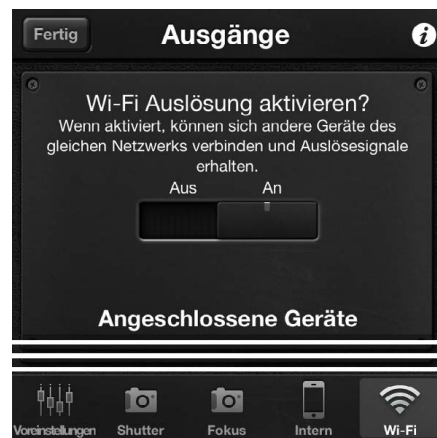 Fertig Ausgänge i
Wi-Fi Auslösung aktivieren?
Wenn aktiviert, können sich andere Geräte des
gleichen Netzwerks verbinden und Auslösesignale
erhalten.
Aus An
Angeschlossene Geräte
Voreinstellungen Shutter Fokus Intern Wi-Fi